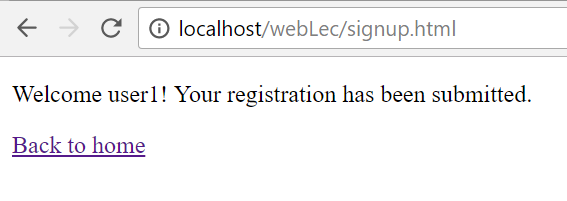 localhost/webLec/signup.html
Welcome user1! Your registration has been submitted.
Back to home